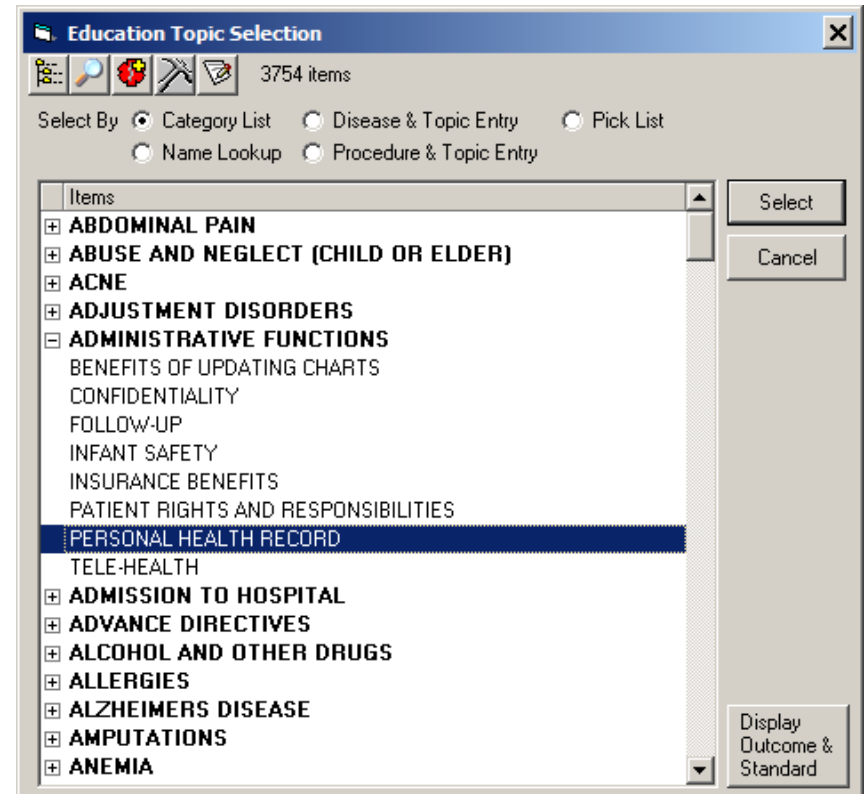 Education Topic Selection
3754 items
Select By Category List Disease & Topic Entry Pick List
Name Lookup Procedure & Topic Entry
Items
Select
Cancel
ABDOMINAL PAIN
ABUSE AND NEGLECT (CHILD OR ELDER)
ACNE
ADJUSTMENT DISORDERS
ADMINISTRATIVE FUNCTIONS
BENEFITS OF UPDATING CHARTS
CONFIDENTIALITY
FOLLOW-UP
INFANT SAFETY
INSURANCE BENEFITS
PATIENT RIGHTS AND RESPONSIBILITIES
PERSONAL HEALTH RECORD
TELE-HEALTH
ADMISSION TO HOSPITAL
ADVANCE DIRECTIVES
ALCOHOL AND OTHER DRUGS
ALLERGIES
ALZHEIMERS DISEASE
AMPUTATIONS
ANEMIA
Display
Outcome &
Standard